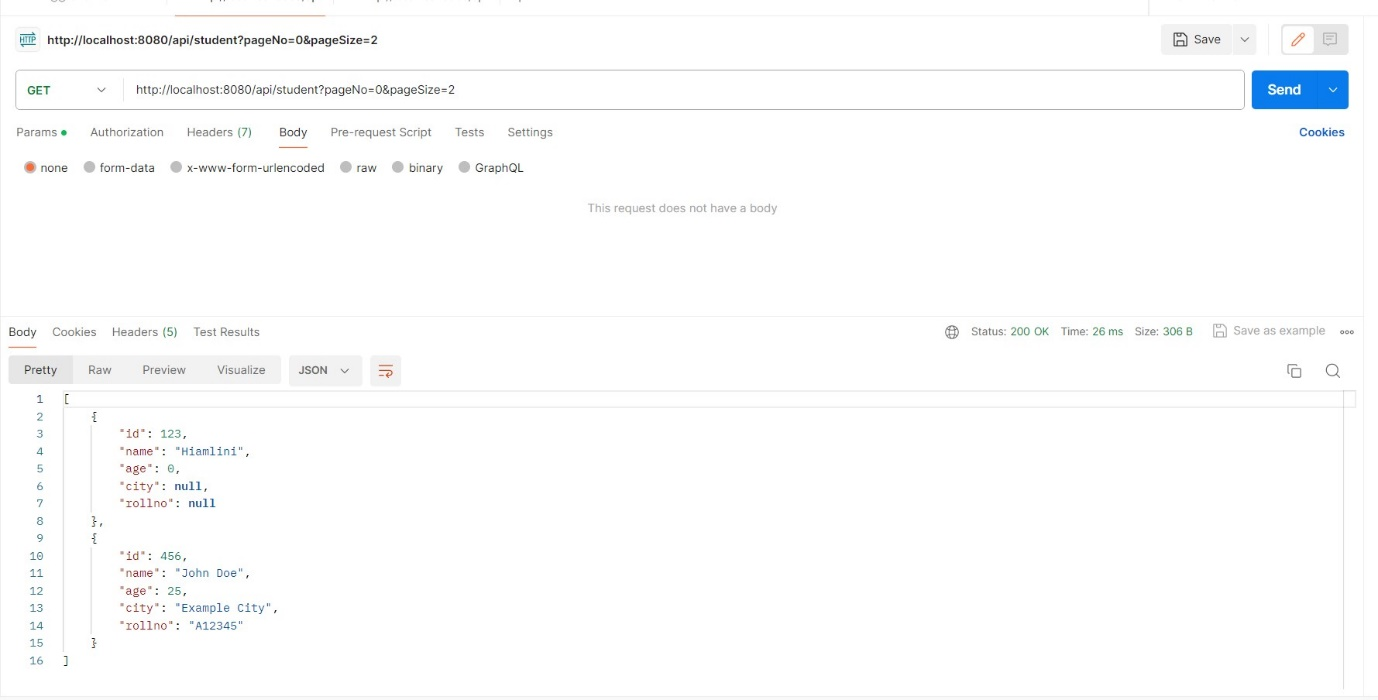 HTTP http://localhost:8080/api/student?pageNo=0&pageSize=2 Save
GET http://localhost:8080/api/student?pageNo=0&pageSize=2 Send
Params Authorization Headers (7) Body Pre-request Script Tests Settings Cookies
none form-data x-www-form-urlencoded raw binary GraphQL
This request does not have a body
Body Cookies Headers (5) Test Results Status: 200 OK Time: 26 ms Size: 306 B Save as example
Pretty Raw Preview Visualize JSON
1 [
2 {
3 "id": 123,
4 "name": "Hiamlini",
5 "age": 0,
6 "city": null,
7 "rollno": null
8 },
9 {
10 "id": 456,
11 "name": "John Doe",
12 "age": 25,
13 "city": "Example City",
14 "rollno": "A12345"
15 }
16 ]